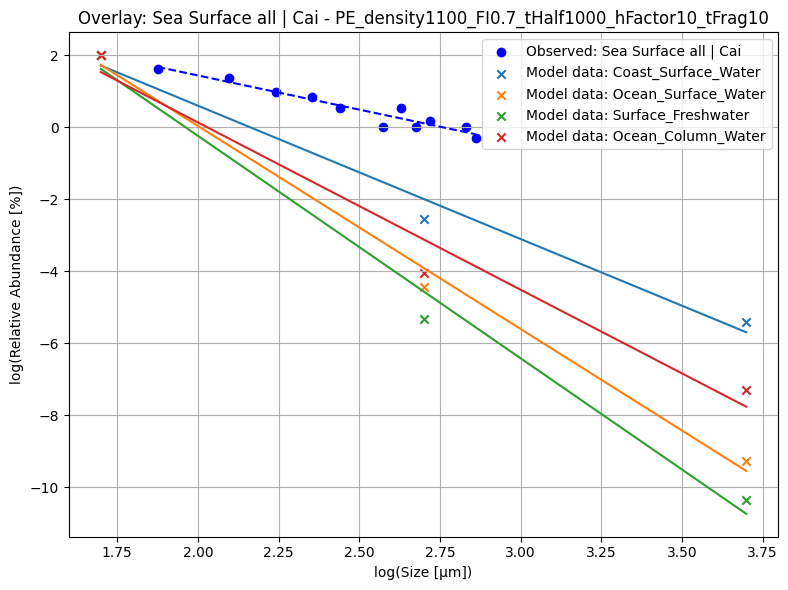 Overlay: Sea Surface all | Cai - PE_density1100_FI0.7_tHalf1000_hFactor10_tFrag10
Observed: Sea Surface all | Cai
Model data: Coast_Surface_Water
Model data: Ocean_Surface_Water
Model data: Surface_Freshwater
Model data: Ocean_Column_Water
log(Relative Abundance [%])
2
0
−2
−4
−6
−8
−10
1.75 2.00 2.25 2.50 2.75 3.00 3.25 3.50 3.75
log(Size [μm])